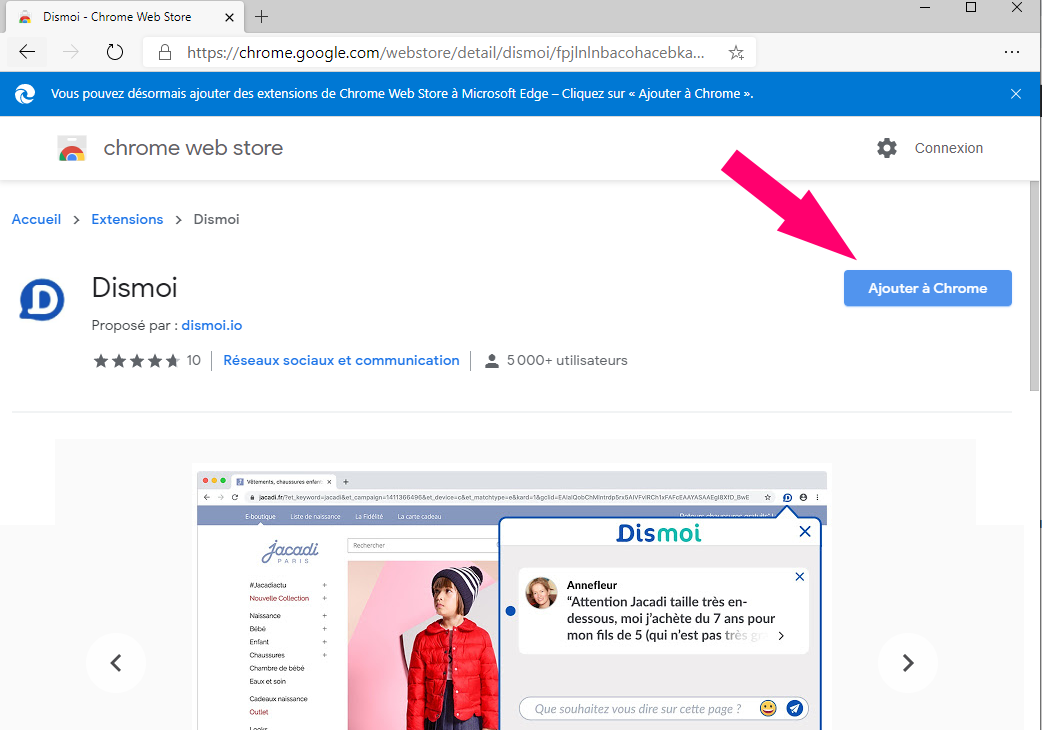 Dismoi - Chrome Web Store
https://chrome.google.com/webstore/detail/dismoi/fpjlnlnbacohacebka...
Vous pouvez désormais ajouter des extensions de Chrome Web Store à Microsoft Edge – Cliquez sur « Ajouter à Chrome ».
chrome web store
Connexion
Accueil > Extensions > Dismoi
D
Dismoi
Ajouter à Chrome
Proposé par : dismoi.io
10 | Réseaux sociaux et communication | 5 000+ utilisateurs
Vêtements, chaussures enfant
E-boutique Liste de naissance La Fidélité La carte cadeau
Dismoi
jacadi
PARIS
Rechercher
#Jacadiactu +
Nouvelle Collection +
Naissance +
Bébé +
Enfant +
Chaussures +
Chambre de bébé
Eaux et soin
Cadeaux naissance
Outlet
Looks
Annefleur
“Attention Jacadi taille très en-
dessous, moi j’achète du 7 ans pour
mon fils de 5 (qui n’est pas très
Que souhaitez vous dire sur cette page ?